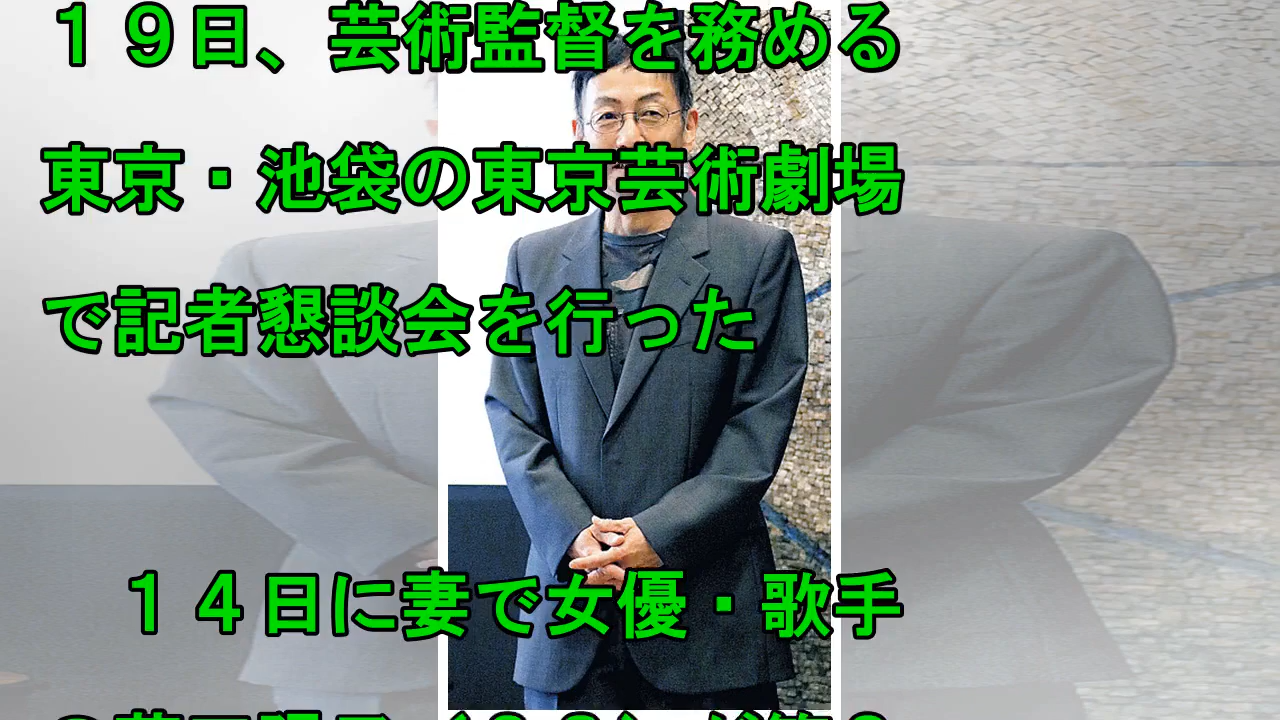 １９日、芸術監督を務める
東京・池袋の東京芸術劇場
で記者懇談会を行った
１４日に妻で女優・歌手